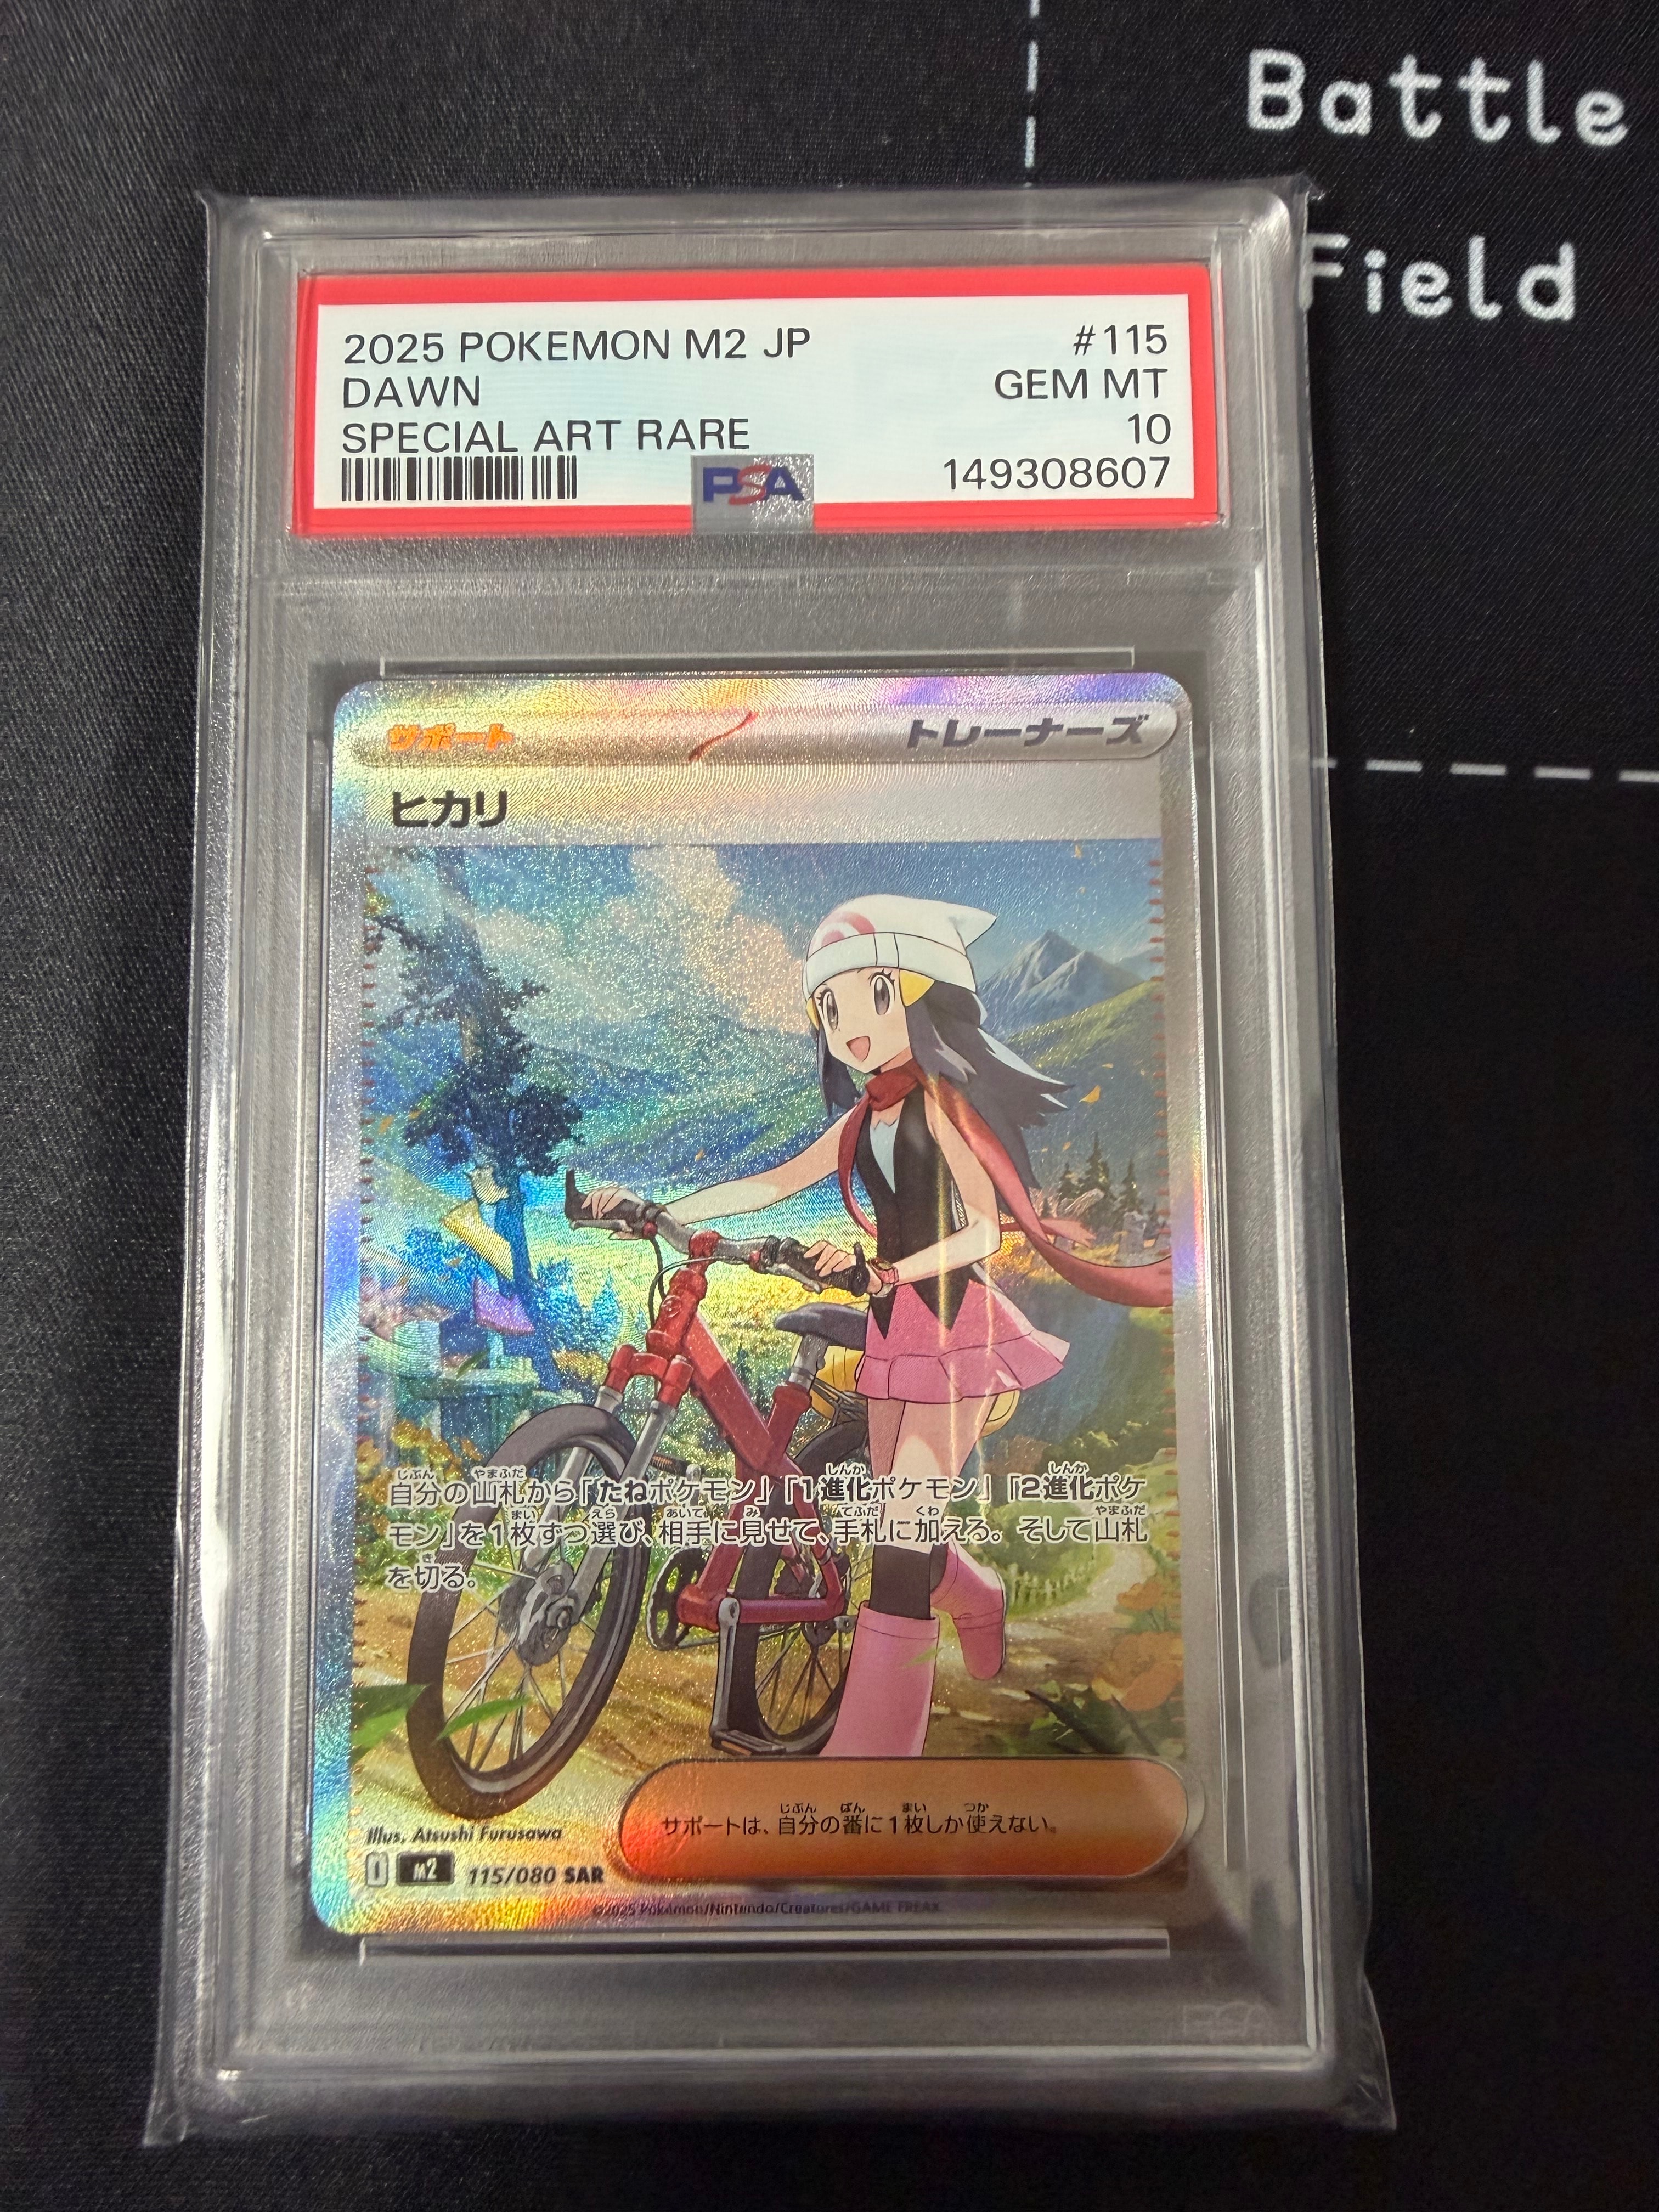 Battle
Field
2025 POKEMON M2 JP #115
DAWN GEM MT
SPECIAL ART RARE 10
PSA 149308607
サポート トレーナーズ
ヒカリ
自分の山札から「たねポケモン」「1進化ポケモン」「2進化ポケ
モン」を1枚ずつ選び、相手に見せて、手札に加える。そして山札
を切る。
サポートは、自分の番に1枚しか使えない。
Illus. Atsushi Furusawa
I M2 115/080 SAR
©2025 Pokémon/Nintendo/Creatures/GAME FREAK.
PSA